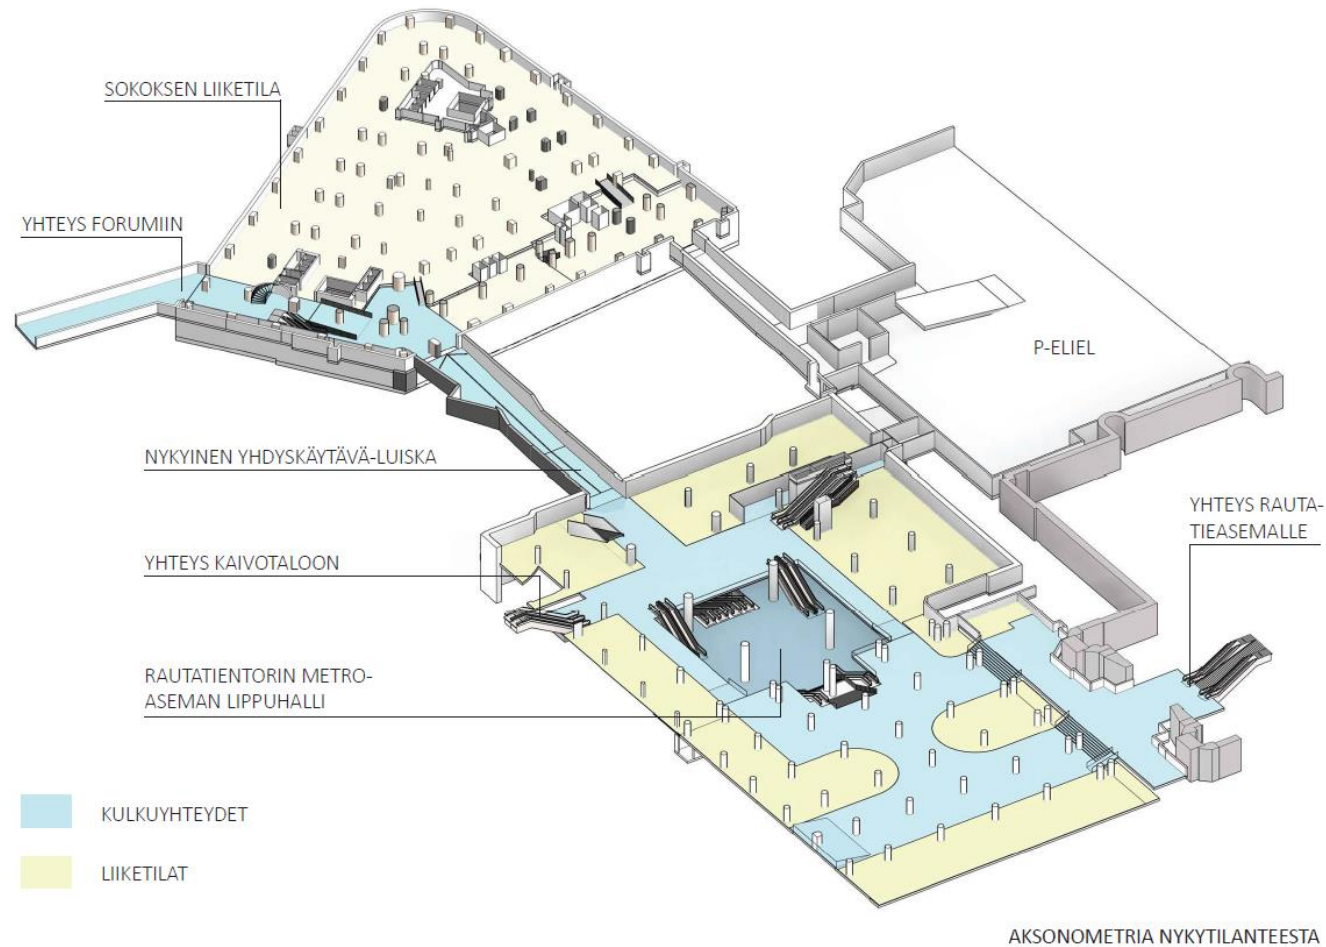 SOKOKSEN LIIKETILA
YHTEYS FORUMIIN
P-ELIEL
NYKYINEN YHDYSKÄYTÄVÄ-LUISKA
YHTEYS RAUTA-
TIEASEMALLE
YHTEYS KAIVOTALOON
RAUTATIENTORIN METRO-
ASEMAN LIPPUHALLI
KULKUYHTEYDET
LIIKETILAT
AKSONOMETRIA NYKYTILANTEESTA